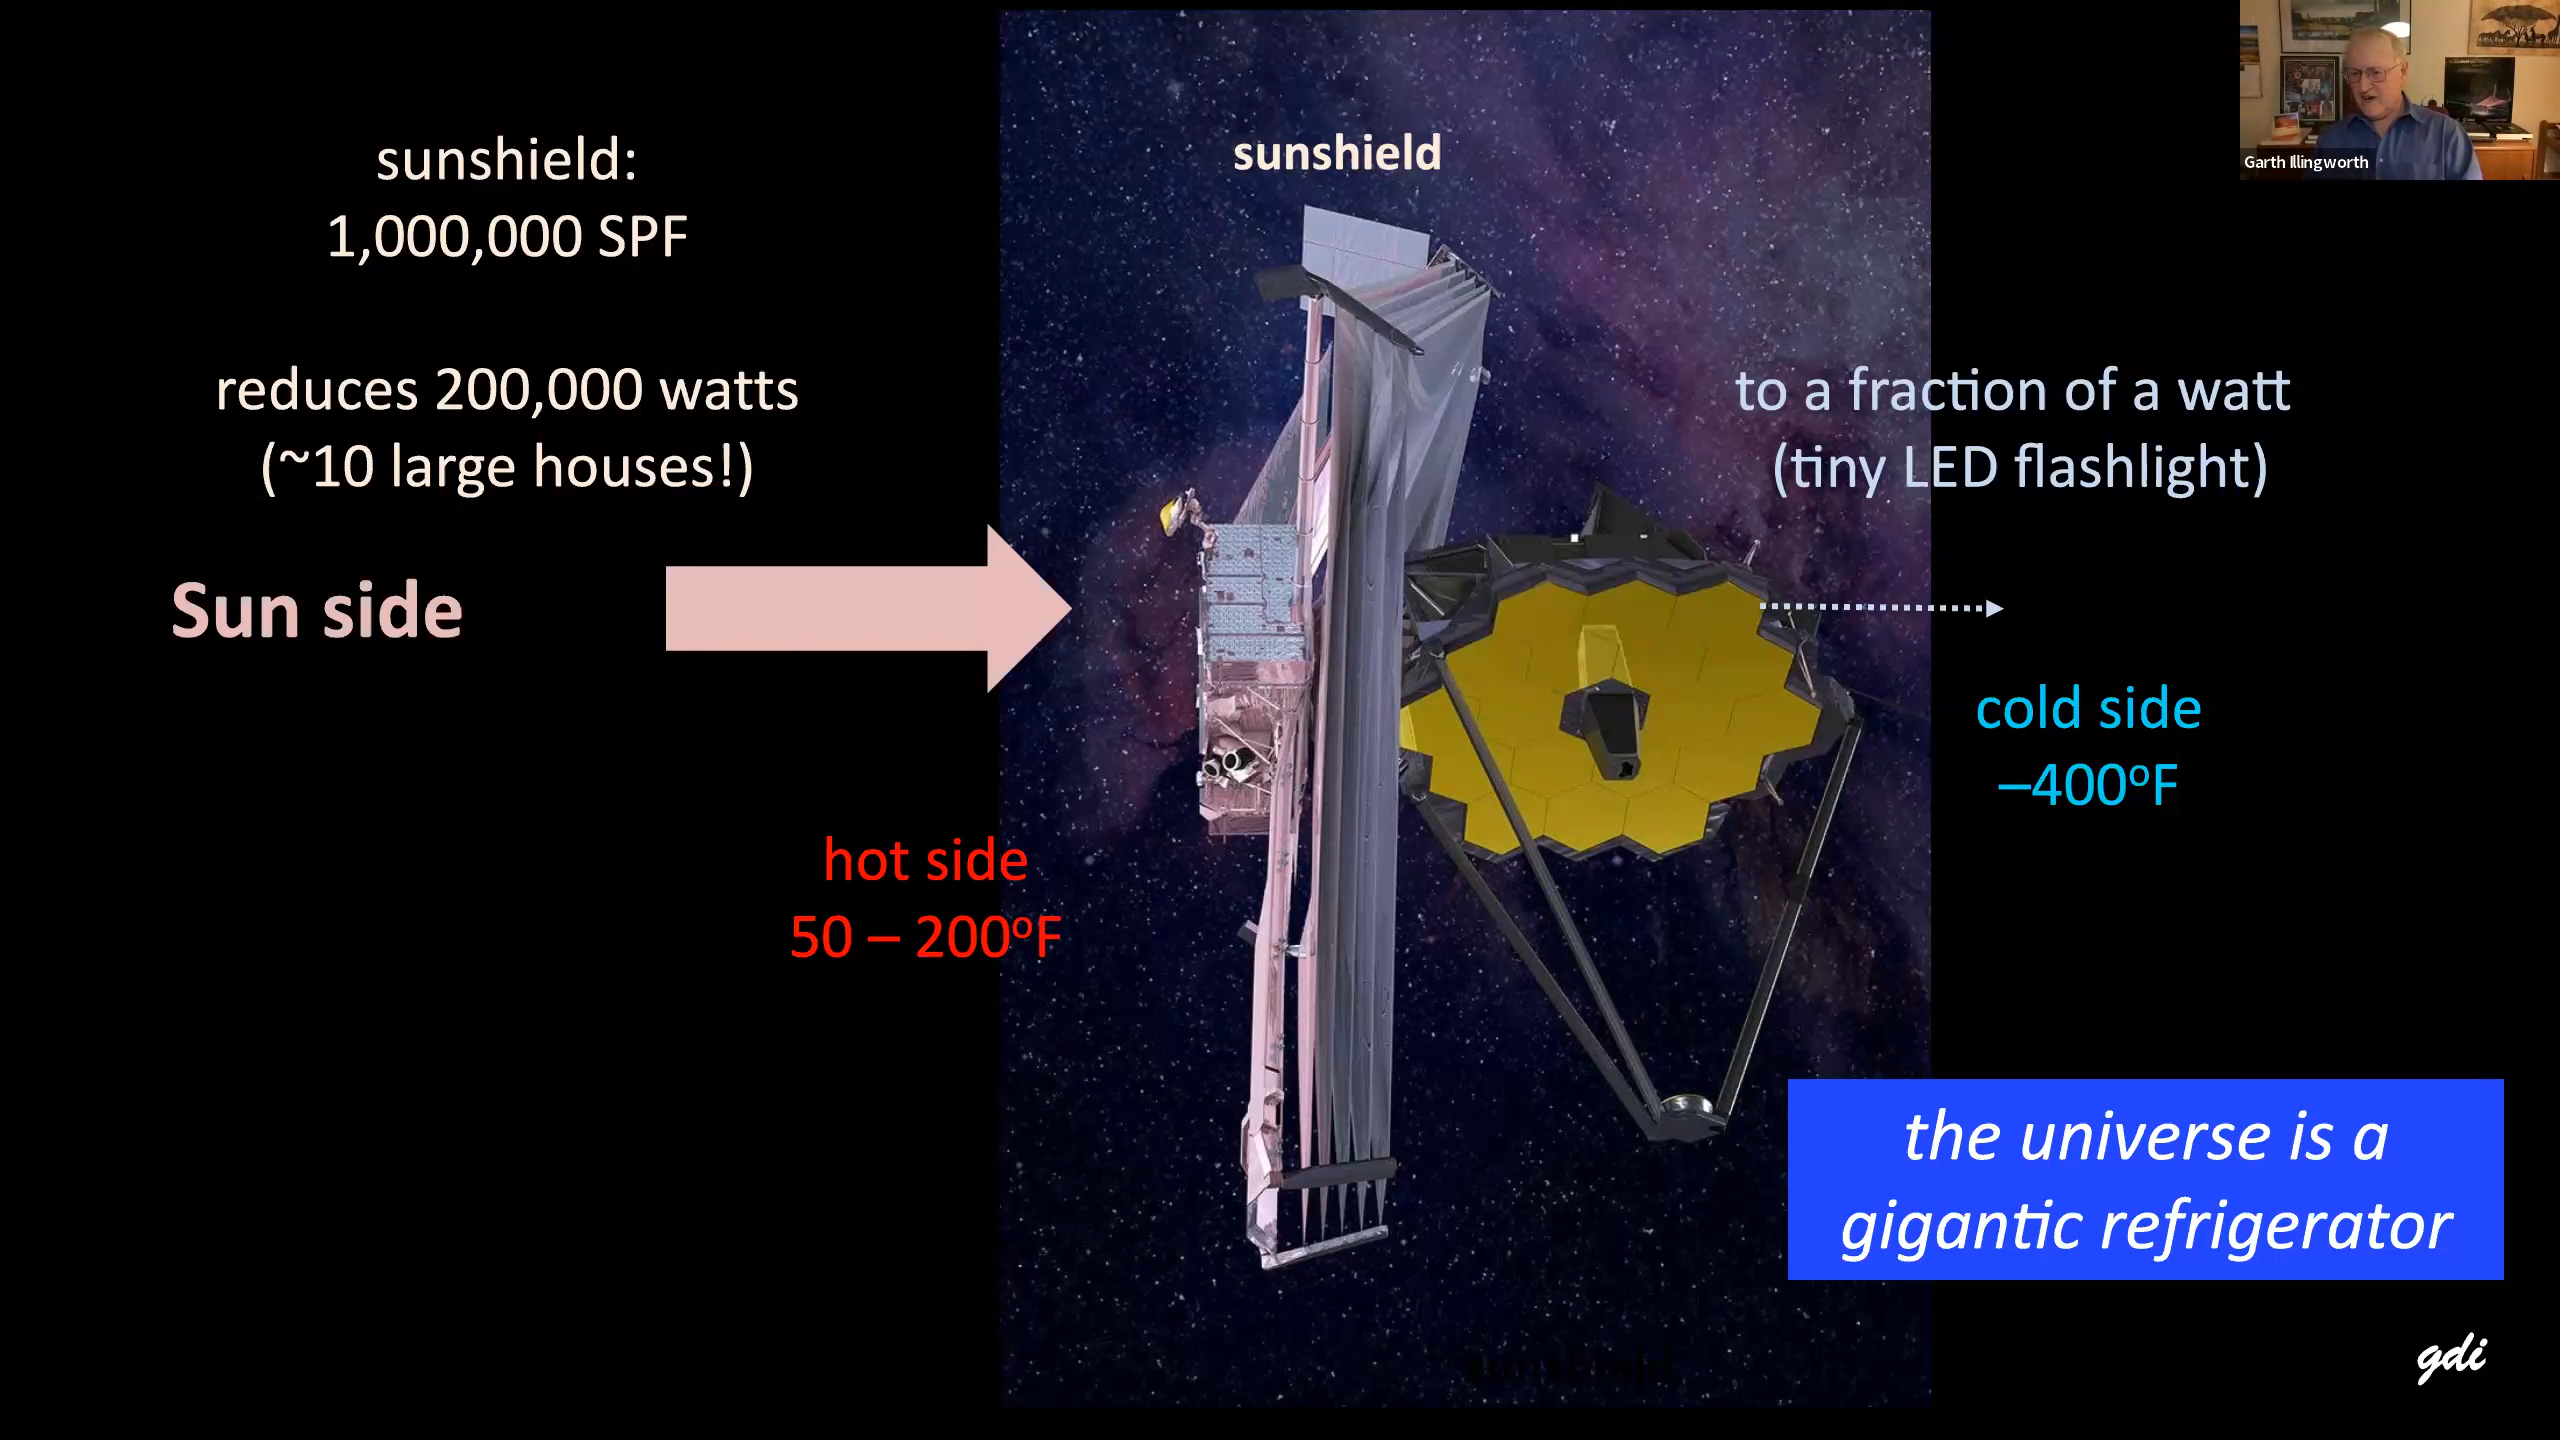 sunshield:
1,000,000 SPF
reduces 200,000 watts
(~10 large houses!)
Sun side
hot side
50 – 200ºF
sunshield
to a fraction of a watt
(tiny LED flashlight)
cold side
–400ºF
the universe is a
gigantic refrigerator
gdi
Garth Illingworth